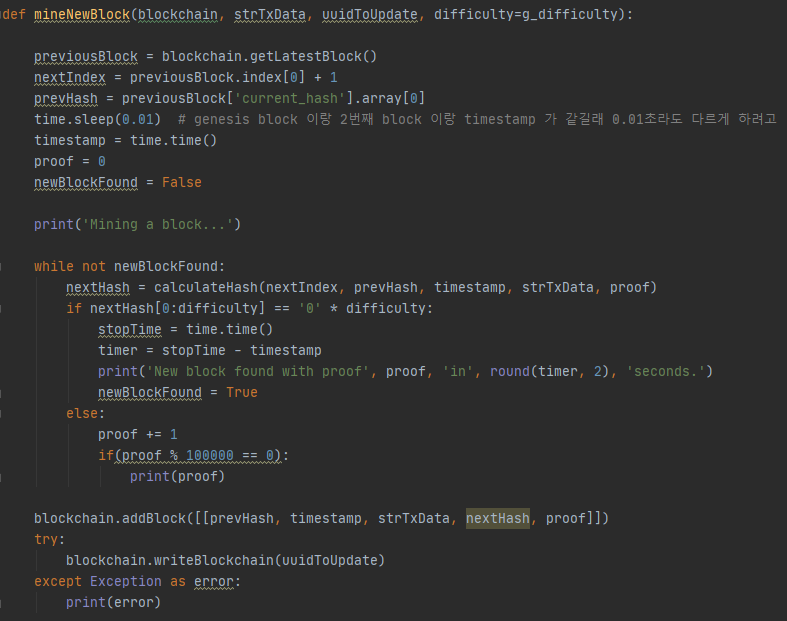 def mineNewBlock(blockchain, strTxData, uuidToUpdate, difficulty=g_difficulty):
    previousBlock = blockchain.getLatestBlock()
    nextIndex = previousBlock.index[0] + 1
    prevHash = previousBlock['current_hash'].array[0]
    time.sleep(0.01)  # genesis block 이랑 2번째 block 이랑 timestamp 가 같길래 0.01초라도 다르게 하려고
    timestamp = time.time()
    proof = 0
    newBlockFound = False
    print('Mining a block...')
    while not newBlockFound:
        nextHash = calculateHash(nextIndex, prevHash, timestamp, strTxData, proof)
        if nextHash[0:difficulty] == '0' * difficulty:
            stopTime = time.time()
            timer = stopTime - timestamp
            print('New block found with proof', proof, 'in', round(timer, 2), 'seconds.')
            newBlockFound = True
        else:
            proof += 1
            if(proof % 100000 == 0):
                print(proof)
    blockchain.addBlock([[prevHash, timestamp, strTxData, nextHash, proof]])
    try:
        blockchain.writeBlockchain(uuidToUpdate)
    except Exception as error:
        print(error)